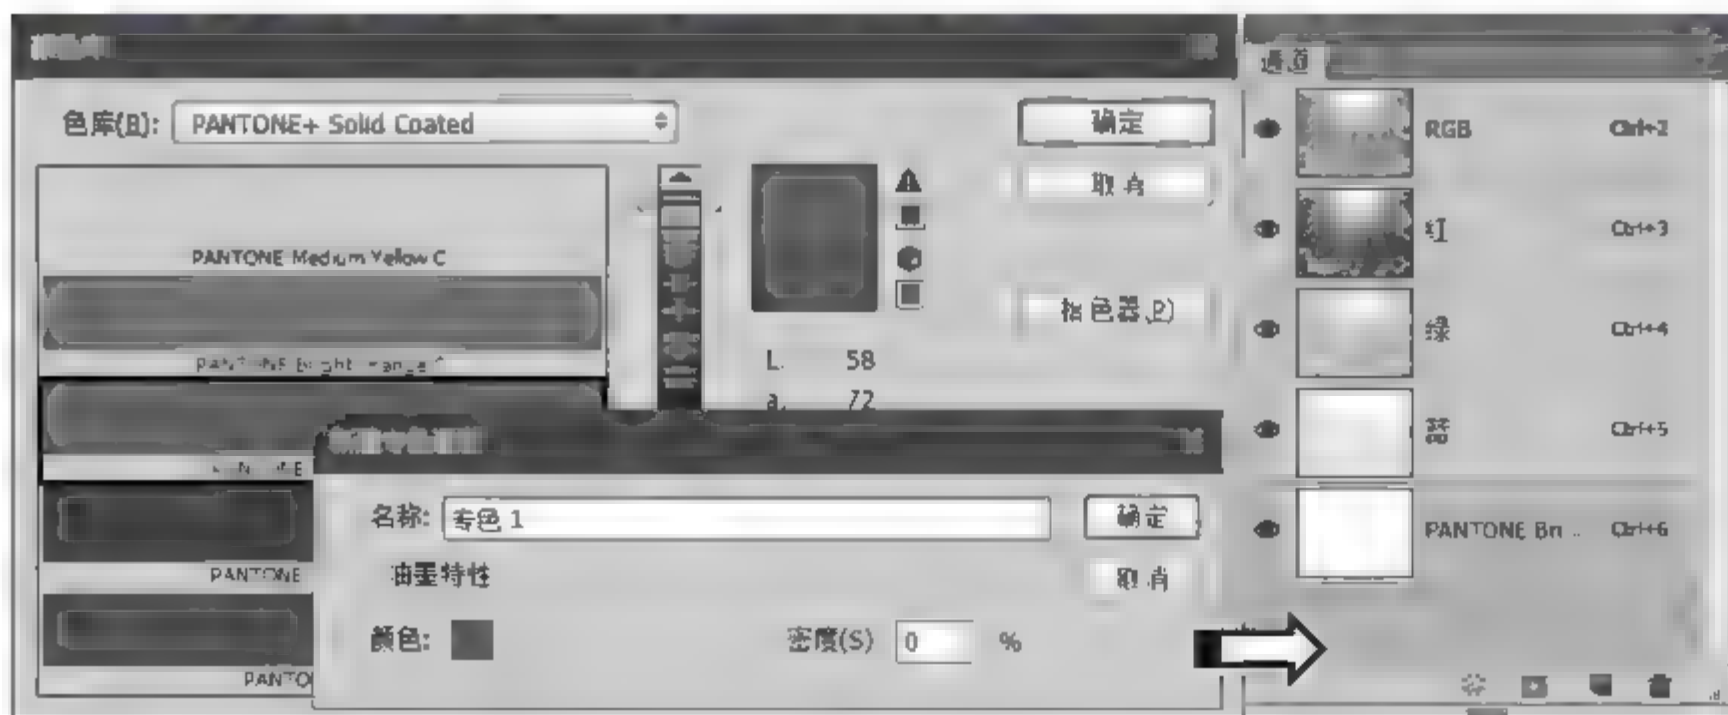 通道
色库(B): PANTONE+ Solid Coated
确定
取消
PANTONE Medium Yellow C
拾色器(P)
L: 58
a: 72
PANTONE
PANTONE
名称: 专色 1
确定
油墨特性
取消
颜色:
密度(S) 0 %
RGB Ctrl+2
红 Ctrl+3
绿 Ctrl+4
Ctrl+5
PANTONE Bri... Ctrl+6